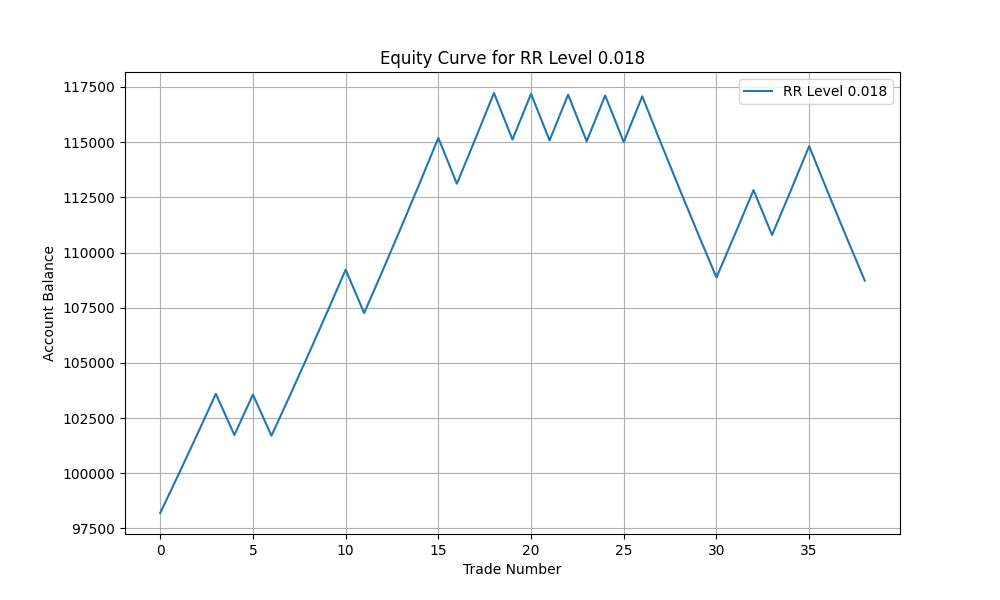 Equity Curve for RR Level 0.018
RR Level 0.018
Account Balance
117500
115000
112500
110000
107500
105000
102500
100000
97500
0 5 10 15 20 25 30 35
Trade Number